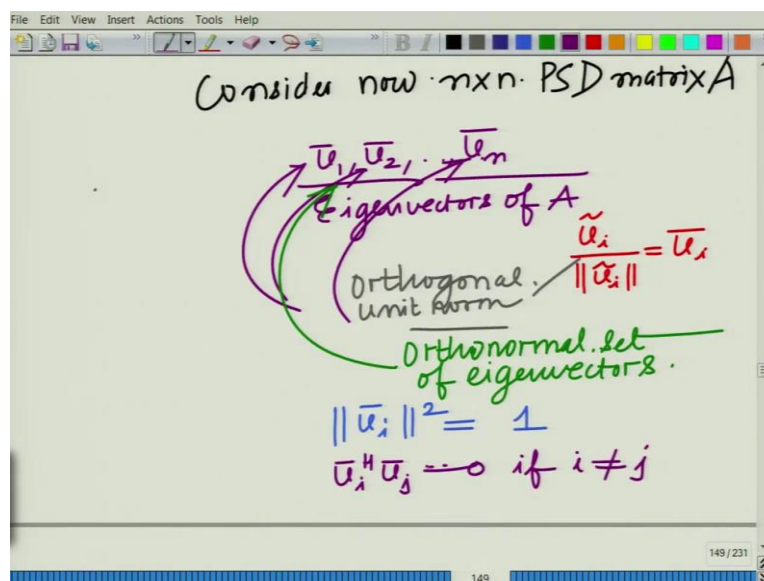 File Edit View Insert Actions Tools Help
Consider now n×n PSD matrix A
ū₁, ū₂, ... ūₙ
Eigenvectors of A
ũᵢ / ||ũᵢ|| = ūᵢ
Orthogonal.
unit norm
Orthonormal set
of eigenvectors.
||ūᵢ||² = 1
ūᵢᴴ ūⱼ = 0 if i ≠ j
149/231
149